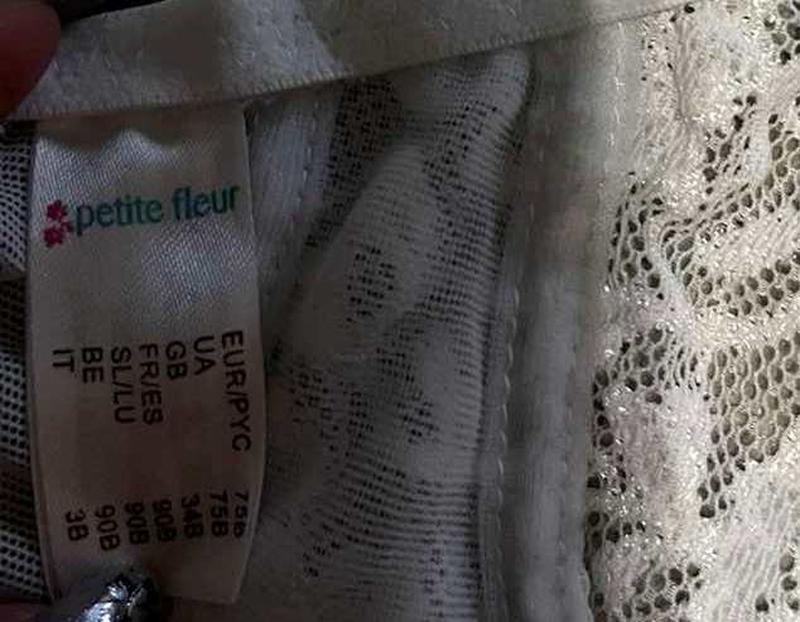 petite fleur
EUR/PYC 75B
UA 75B
GB 34B
FR/ES 90B
SL/LU 90B
BE 90B
IT 3B